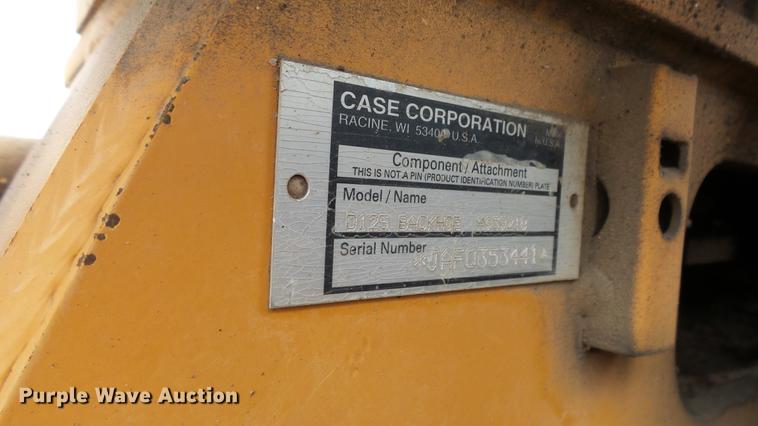 CASE CORPORATION
RACINE, WI 53404 U.S.A.
U.S.A.
Component / Attachment
THIS IS NOT A PIN (PRODUCT IDENTIFICATION NUMBER) PLATE
Model / Name
D125 BACKHOE
Serial Number
*JAF0353441*
Purple Wave Auction